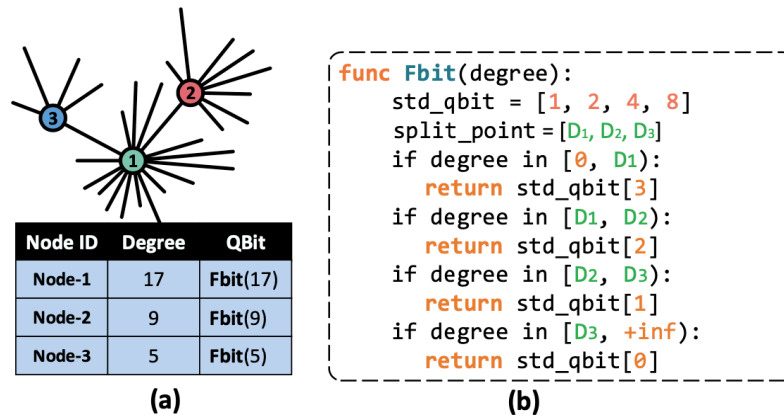 3
2
1
Node ID Degree QBit
Node-1 17 Fbit(17)
Node-2 9 Fbit(9)
Node-3 5 Fbit(5)
(a)
func Fbit(degree):
std_qbit = [1, 2, 4, 8]
split_point = [D₁, D₂, D₃]
if degree in [0, D1):
return std_qbit[3]
if degree in [D1, D2):
return std_qbit[2]
if degree in [D2, D3):
return std_qbit[1]
if degree in [D3, +inf):
return std_qbit[0]
(b)